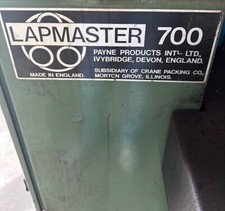 LAPMASTER 700
PAYNE PRODUCTS INT'L LTD,
IVYBRIDGE, DEVON, ENGLAND.
SUBSIDIARY OF CRANE PACKING CO,
MORTON GROVE, ILLINOIS.
MADE IN ENGLAND.